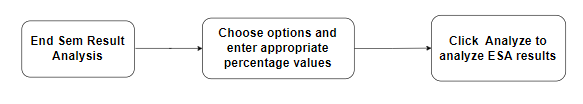 End Sem Result
Analysis
Choose options and
enter appropriate
percentage values
Click Analyze to
analyze ESA results